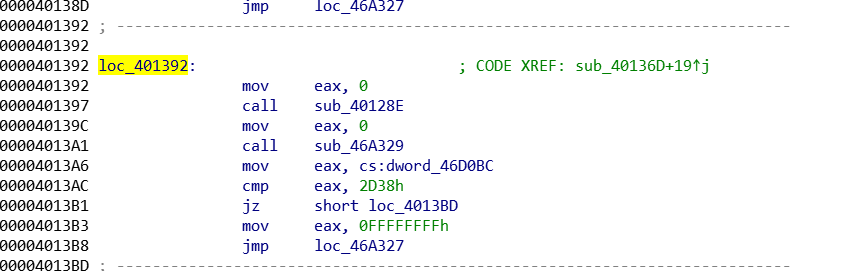 000040138D jmp loc_46A327
0000401392 ; ---------------------------------------------------------------------------
0000401392
0000401392 loc_401392: ; CODE XREF: sub_40136D+19↑j
0000401392 mov eax, 0
0000401397 call sub_40128E
000040139C mov eax, 0
00004013A1 call sub_46A329
00004013A6 mov eax, cs:dword_46D0BC
00004013AC cmp eax, 2D38h
00004013B1 jz short loc_4013BD
00004013B3 mov eax, 0FFFFFFFFh
00004013B8 jmp loc_46A327
00004013BD ; ---------------------------------------------------------------------------